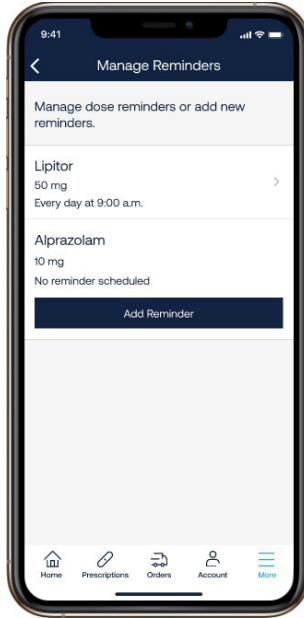 9:41
Manage Reminders
Manage dose reminders or add new
reminders.
Lipitor
50 mg
Every day at 9:00 a.m.
Alprazolam
10 mg
No reminder scheduled
Add Reminder
Home Prescriptions Orders Account More